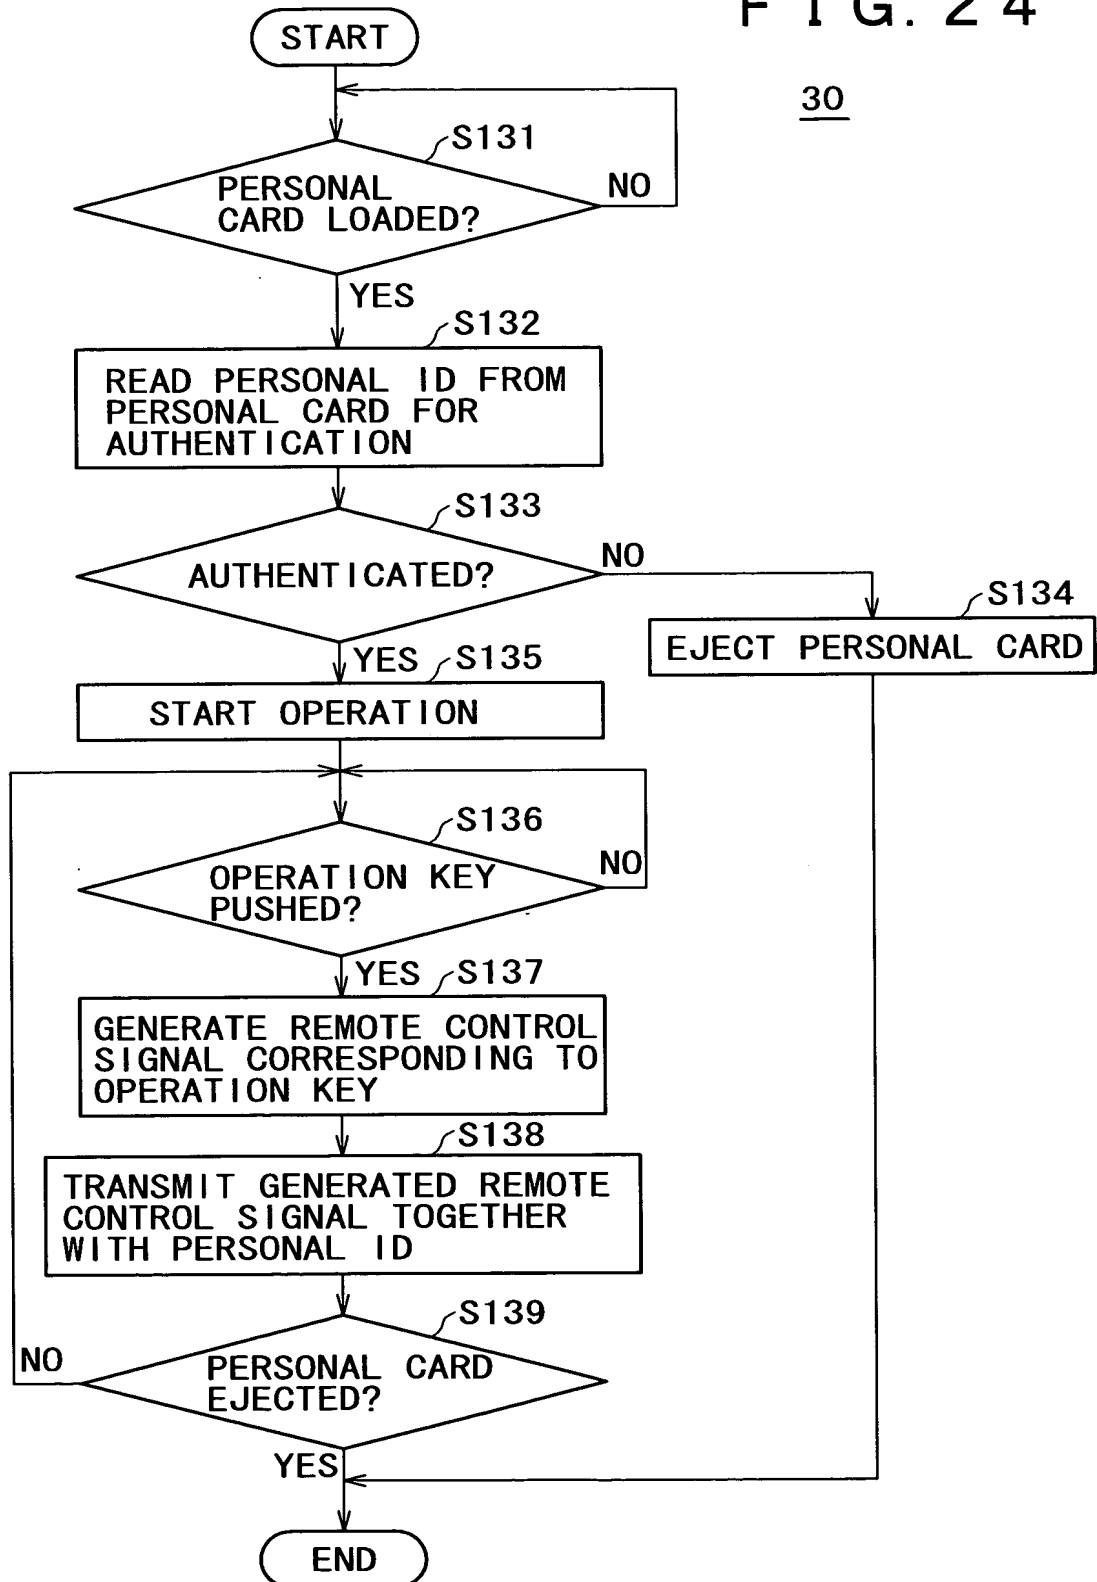 FIG. 24
30
START
S131
PERSONAL
CARD LOADED?
NO
YES
S132
READ PERSONAL ID FROM
PERSONAL CARD FOR
AUTHENTICATION
S133
AUTHENTICATED?
NO
S134
EJECT PERSONAL CARD
YES
S135
START OPERATION
S136
OPERATION KEY
PUSHED?
NO
YES
S137
GENERATE REMOTE CONTROL
SIGNAL CORRESPONDING TO
OPERATION KEY
S138
TRANSMIT GENERATED REMOTE
CONTROL SIGNAL TOGETHER
WITH PERSONAL ID
S139
PERSONAL CARD
EJECTED?
NO
YES
END